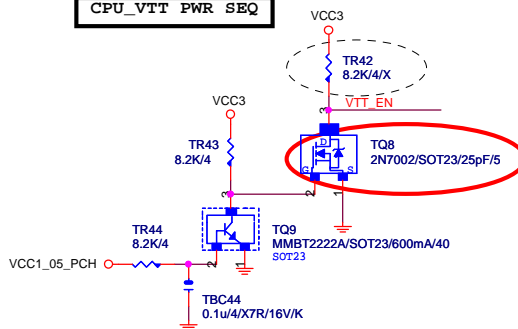 CPU_VTT PWR SEQ
VCC3
TR42
8.2K/4/X
VTT_EN
3
VCC3
D
TQ8
2N7002/SOT23/25pF/5
TR43
8.2K/4
G
S
3
2
1
TR44
8.2K/4
TQ9
MMBT2222A/SOT23/600mA/40
SOT23
VCC1_05_PCH
2
1
TBC44
0.1u/4/X7R/16V/K